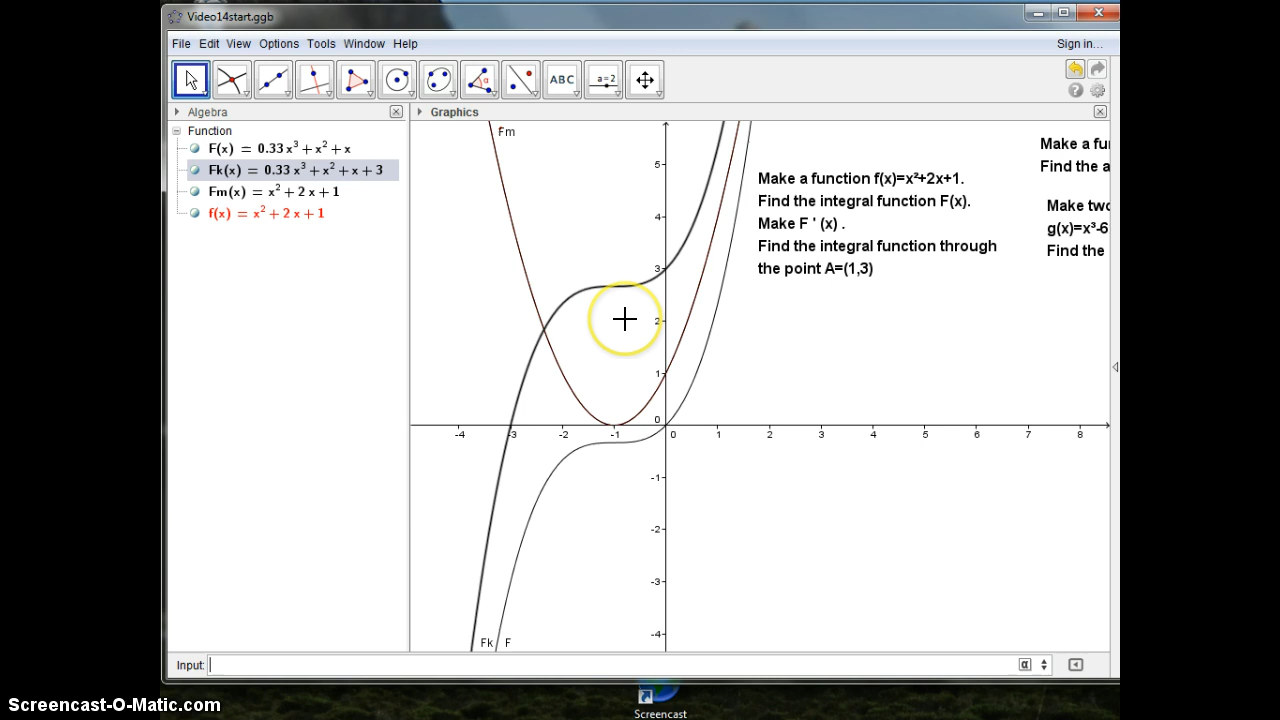 Video14start.ggb
File Edit View Options Tools Window Help Sign in...
ABC a=2
Algebra Graphics
Function
F(x) = 0.33 x³ + x² + x
Fk(x) = 0.33 x³ + x² + x + 3
Fm(x) = x² + 2 x + 1
f(x) = x² + 2 x + 1
Fm
Make a function f(x)=x²+2x+1.
Find the integral function F(x).
Make F ' (x) .
Find the integral function through
the point A=(1,3)
Make a fu
Find the a
Make two
g(x)=x³-6
Find the
5
4
3
2
1
0
-4 -3 -2 -1 0 1 2 3 4 5 6 7 8
-1
-2
-3
-4
Fk F
Input: α
Screencast-O-Matic.com
Screencast